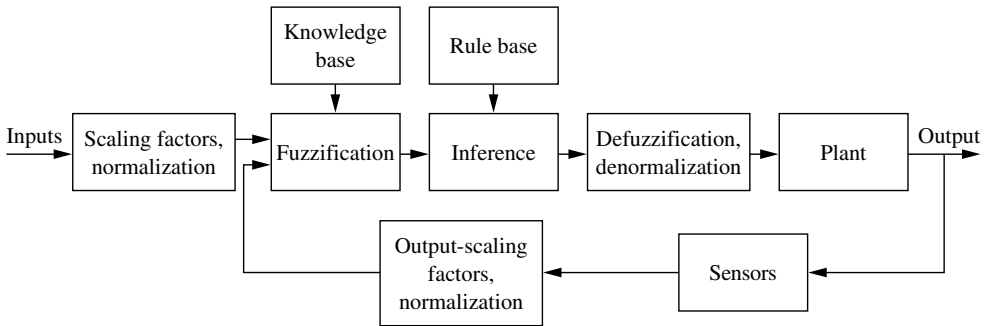 Knowledge
base
Rule base
Inputs
Scaling factors,
normalization
Fuzzification
Inference
Defuzzification,
denormalization
Plant
Output
Output-scaling
factors,
normalization
Sensors